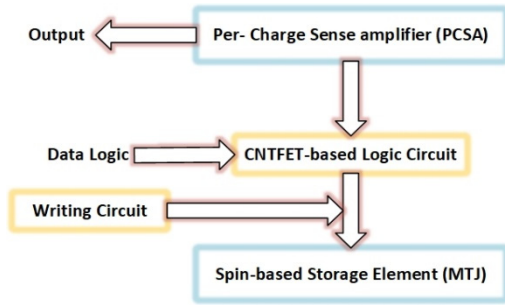 Output
Per- Charge Sense amplifier (PCSA)
Data Logic
CNTFET-based Logic Circuit
Writing Circuit
Spin-based Storage Element (MTJ)